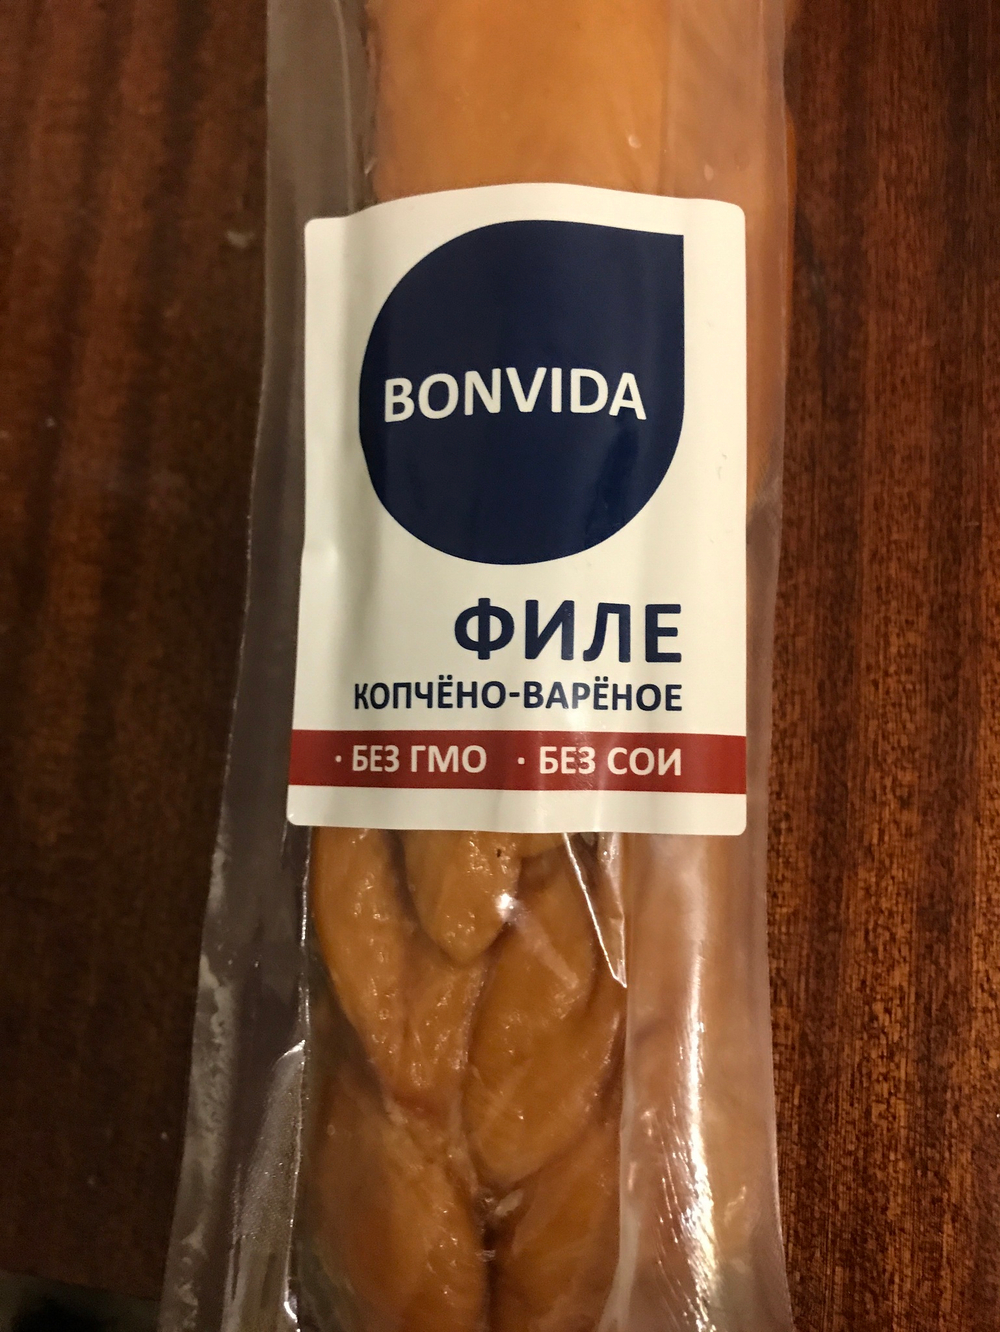 BONVIDA
ФИЛЕ
КОПЧЁНО-ВАРЁНОЕ
· БЕЗ ГМО · БЕЗ СОИ